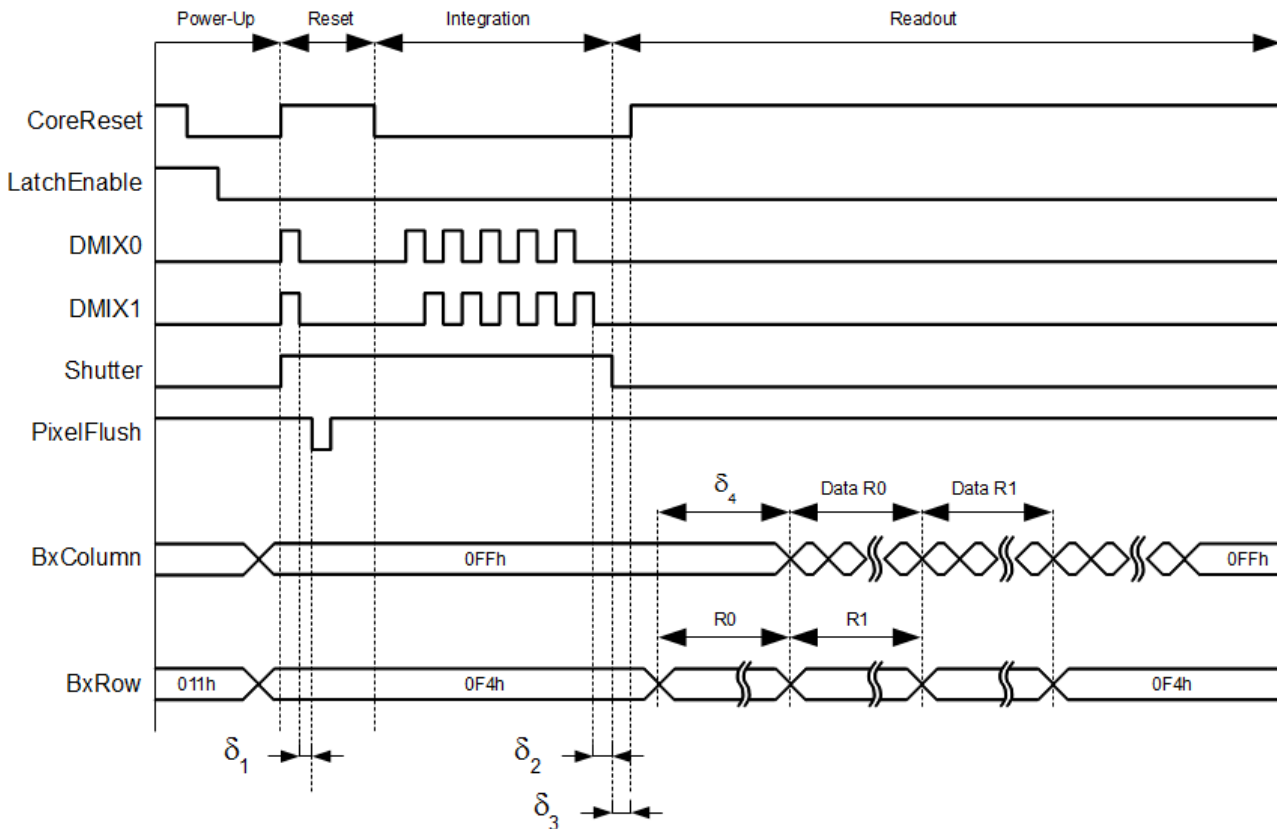 Power-Up Reset Integration Readout
CoreReset
LatchEnable
DMIX0
DMIX1
Shutter
PixelFlush
δ4 Data R0 Data R1
BxColumn 0FFh 0FFh
R0 R1
BxRow 011h 0F4h 0F4h
δ1 δ2
δ3